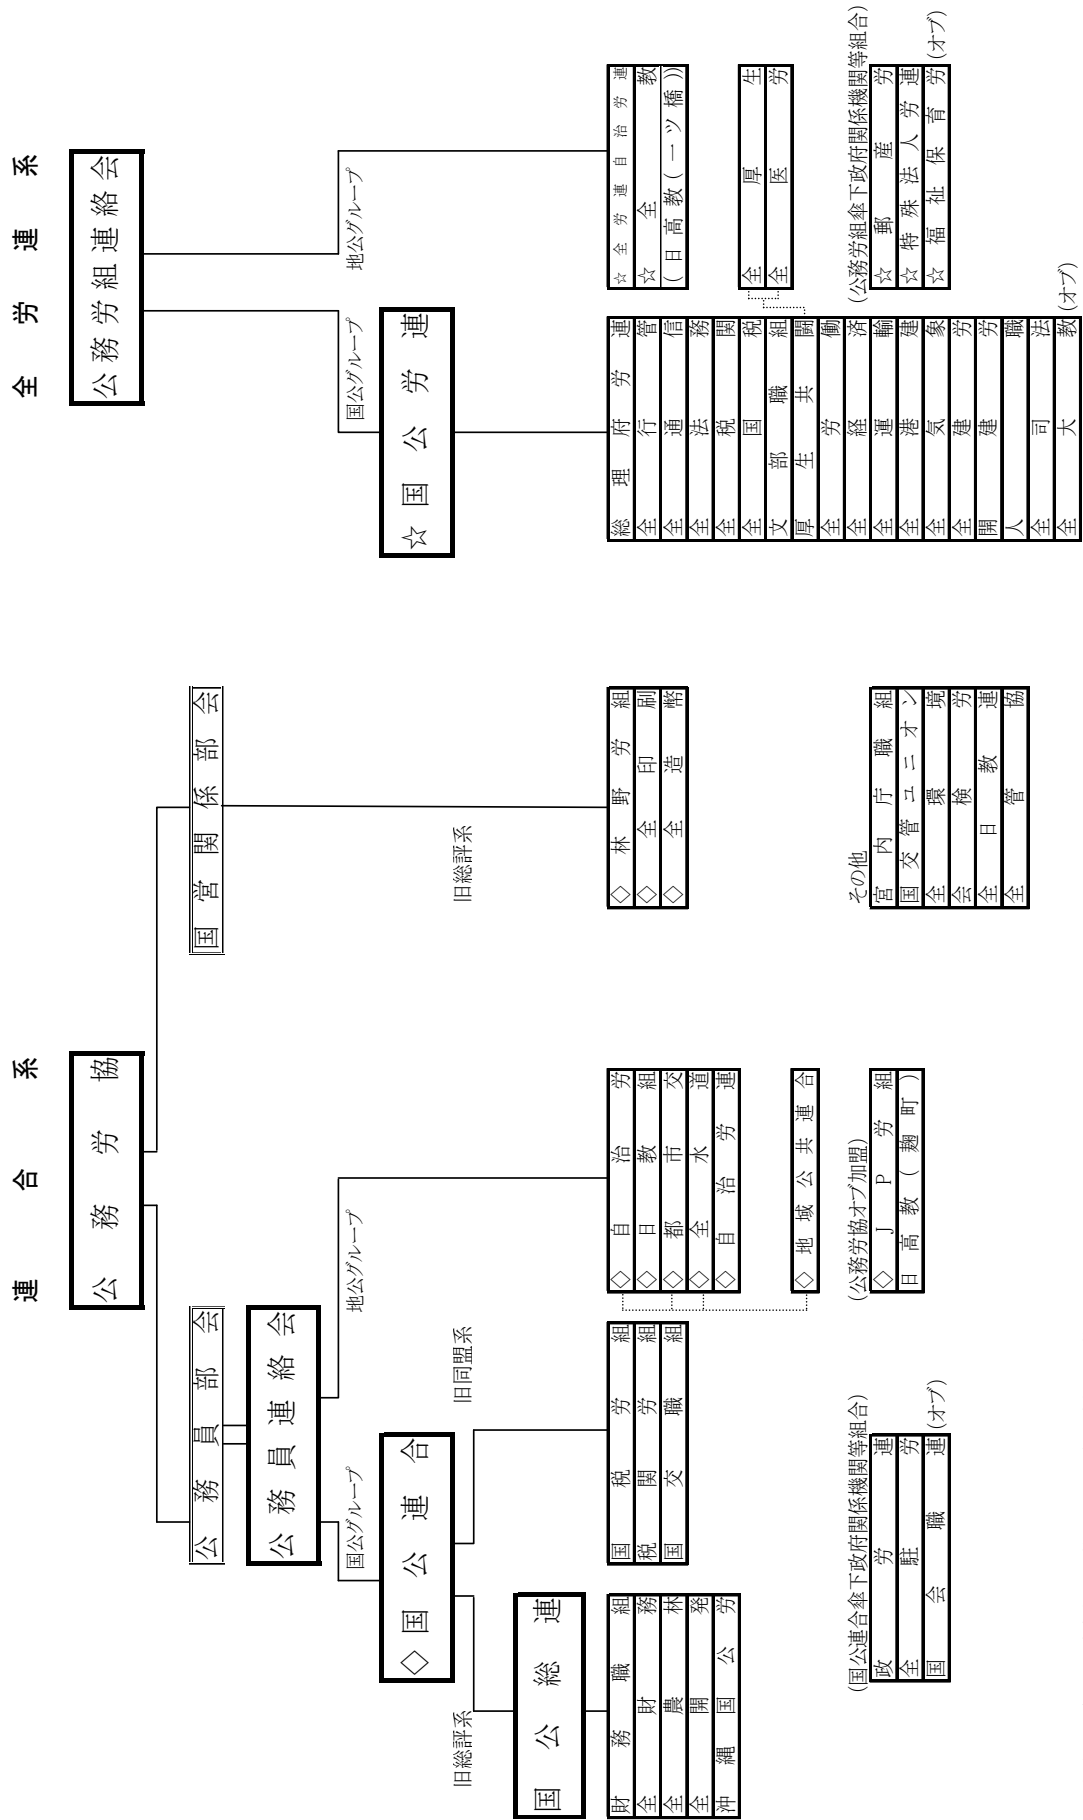 連合系
公務労協
公務員部会
公務員連絡会
国公グループ
地公グループ
◇国公連合
旧総評系
旧同盟系
国公総連
財務職組
全財務
全農林
全開発
沖縄国公労
国税労組
税関労組
国交職組
◇自治労
◇日教組
◇都市交
◇全水道
◇自治労連
◇地域公共連合
(国公連合傘下政府関係機関等組合)
政労連
全駐労
国会職連(オブ)
(公務労協オブ加盟)
◇JP労組
日高教(麹町)
国営関係部会
旧総評系
◇林野労組
◇全印刷
◇全造幣
その他
宮内庁職組
国交管ユニオン
全環境
会検労
全日教連
全管協
全労連系
公務労組連絡会
国公グループ
地公グループ
☆国公労連
総理府労連
全行管
全通信
全法務
全税関
全国税
文部職組
厚生共闘
全労働
全経済
全運輸
全港建
全気象
全建労
開建労
人職
全司法
全大教(オブ)
☆全労連自治労連
☆全教
(日高教(一ツ橋))
全厚生
全医労
(公務労組傘下政府関係機関等組合)
☆郵産労
☆特殊法人労連
☆福祉保育労(オブ)